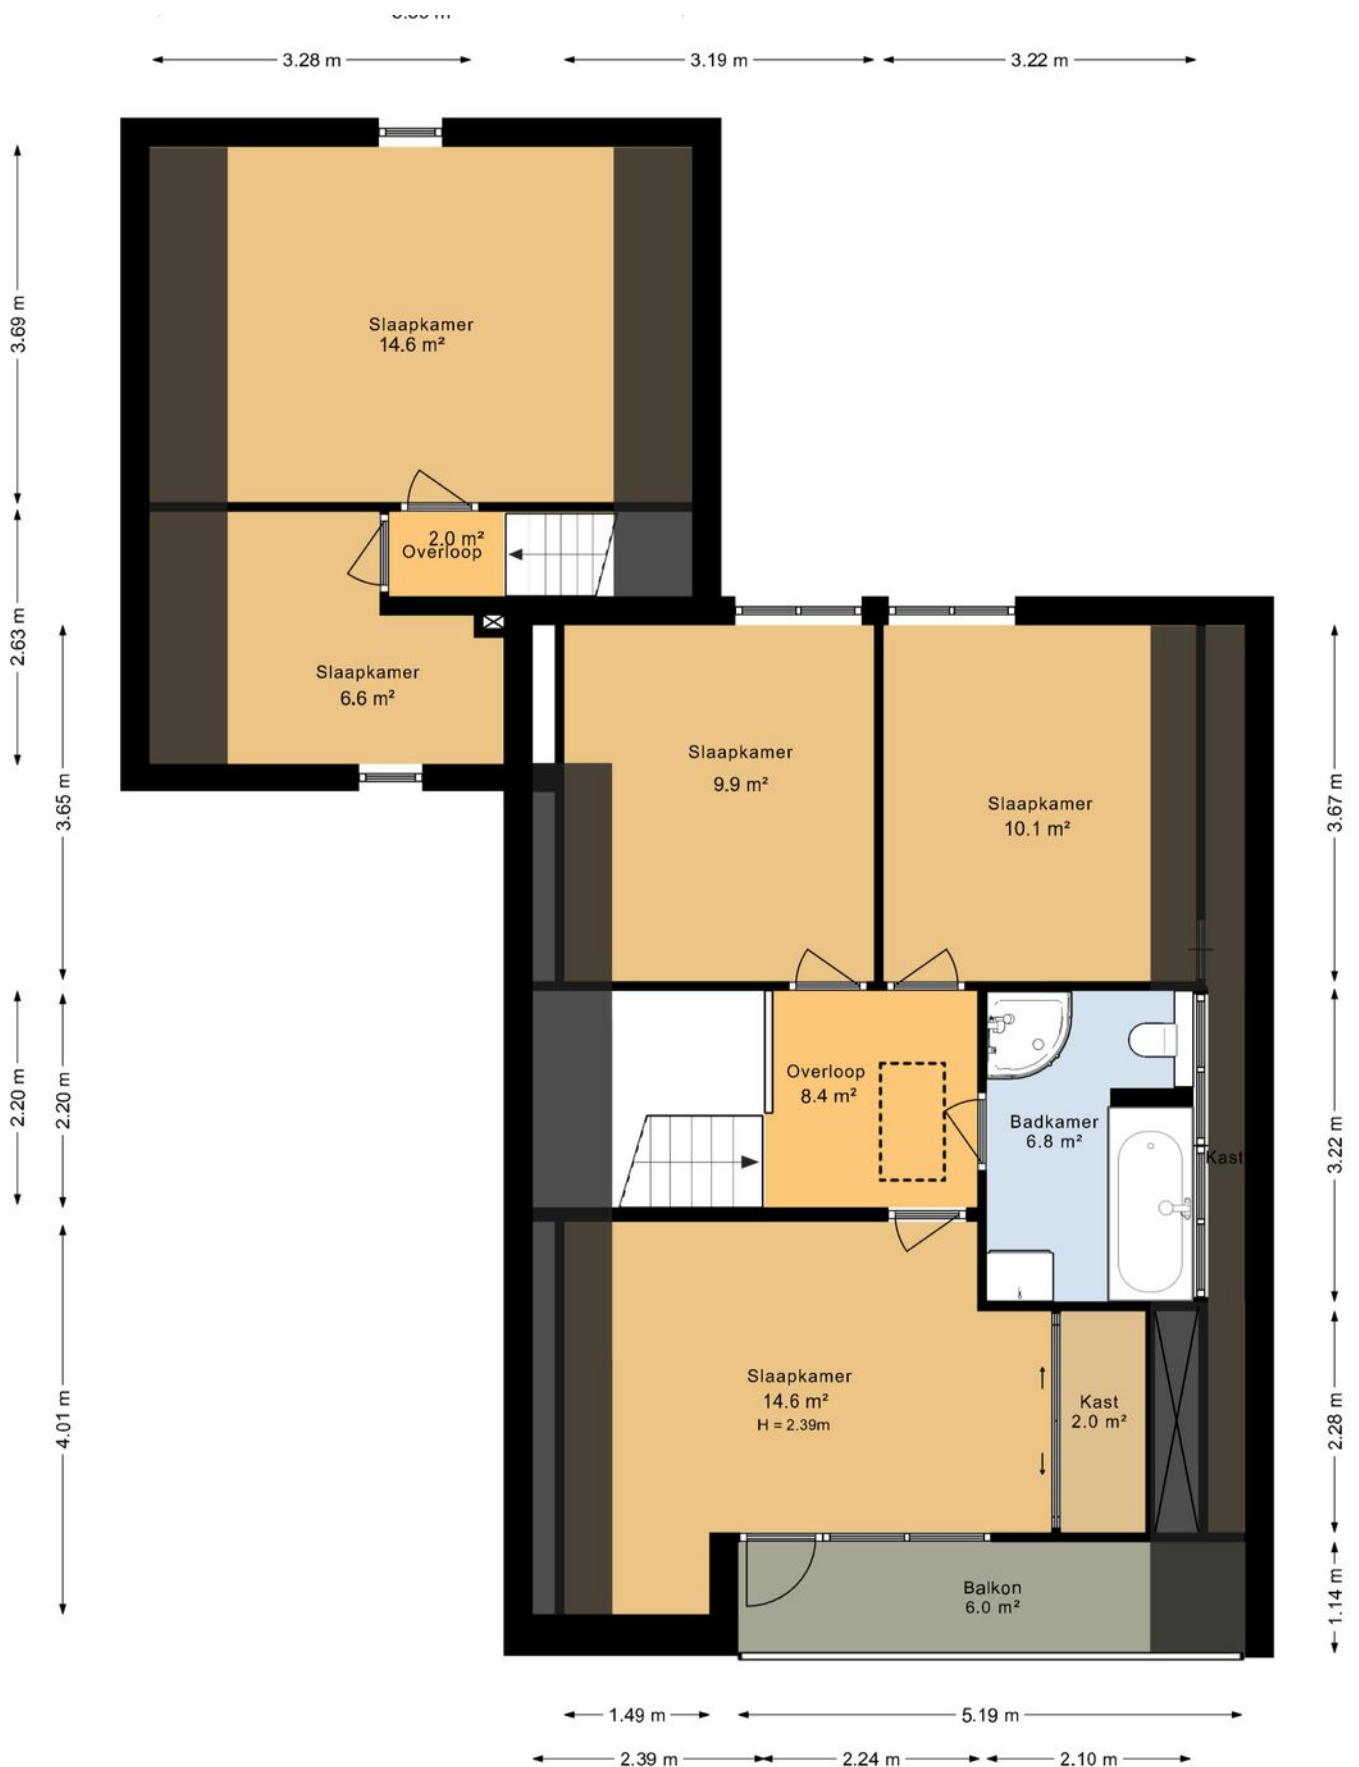 3.28 m
3.19 m
3.22 m
3.69 m
Slaapkamer
14.6 m²
2.0 m²
Overloop
2.63 m
Slaapkamer
6.6 m²
3.65 m
Slaapkamer
9.9 m²
Slaapkamer
10.1 m²
3.67 m
2.20 m
2.20 m
Overloop
8.4 m²
Badkamer
6.8 m²
Kast
3.22 m
4.01 m
Slaapkamer
14.6 m²
H = 2.39m
Kast
2.0 m²
2.28 m
Balkon
6.0 m²
1.14 m
1.49 m
5.19 m
2.39 m
2.24 m
2.10 m